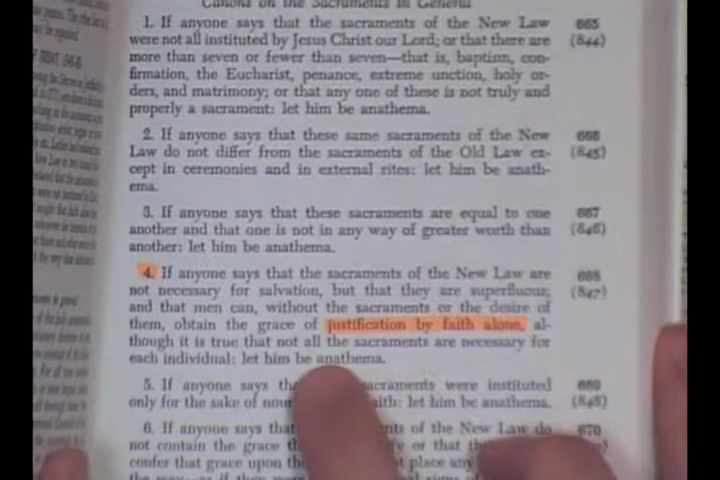 Canons on the Sacraments in General
1. If anyone says that the sacraments of the New Law 665
were not all instituted by Jesus Christ our Lord; or that there are (844)
more than seven or fewer than seven—that is, baptism, con-
firmation, the Eucharist, penance, extreme unction, holy or-
ders, and matrimony; or that any one of these is not truly and
properly a sacrament: let him be anathema.
2. If anyone says that these same sacraments of the New 666
Law do not differ from the sacraments of the Old Law ex- (845)
cept in ceremonies and in external rites: let him be anath-
ema.
3. If anyone says that these sacraments are equal to one 667
another and that one is not in any way of greater worth than (846)
another: let him be anathema.
4. If anyone says that the sacraments of the New Law are 668
not necessary for salvation, but that they are superfluous, (847)
and that men can, without the sacraments or the desire of
them, obtain the grace of justification by faith alone, al-
though it is true that not all the sacraments are necessary for
each individual: let him be anathema.
5. If anyone says sacraments were instituted 669
only for the sake of let him be anathema. (848)
6. If anyone says of the New Law do 670
not contain the grace or that
confer that grace upon place any